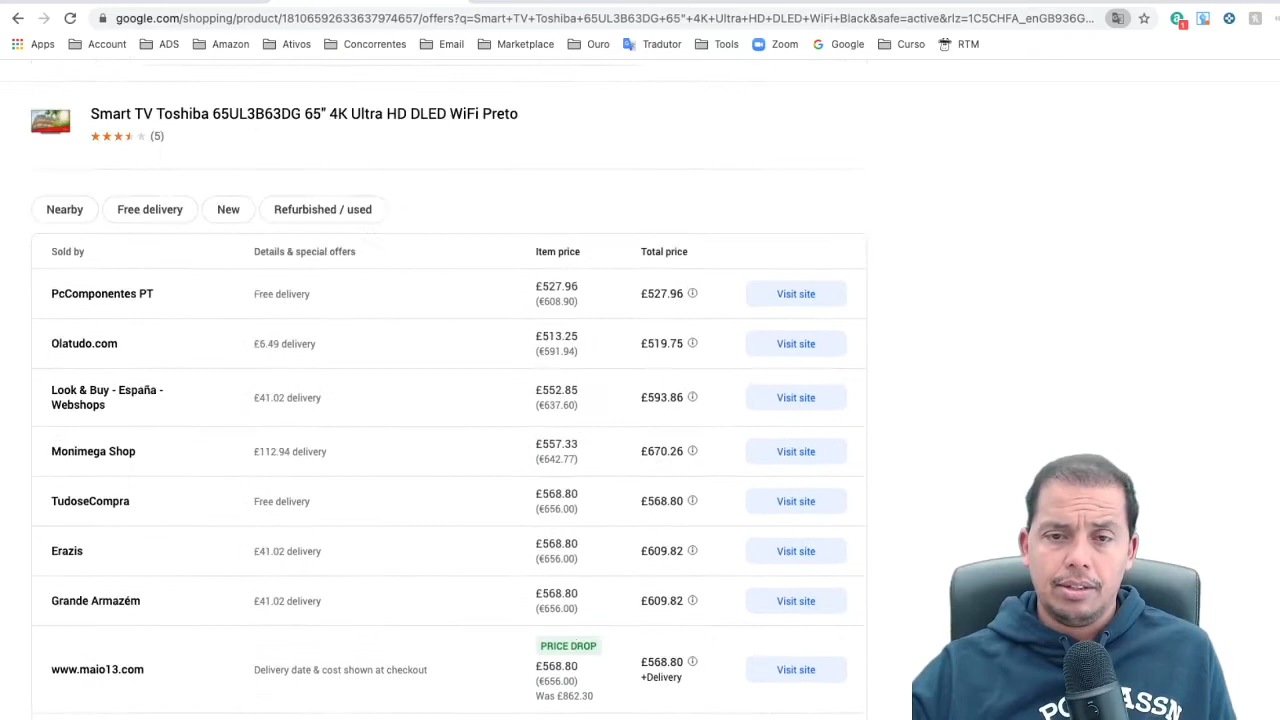 google.com/shopping/product/18106592633637974657/offers?q=Smart+TV+Toshiba+65UL3B63DG+65"+4K+Ultra+HD+DLED+WiFi+Black&safe=active&rlz=1C5CHFA_enGB936G...
1
Apps Account ADS Amazon Ativos Concorrentes Email Marketplace Ouro Tradutor Tools Zoom Google Curso RTM
Smart TV Toshiba 65UL3B63DG 65" 4K Ultra HD DLED WiFi Preto
(5)
Nearby Free delivery New Refurbished / used
Sold by Details & special offers Item price Total price
PcComponentes PT Free delivery £527.96 £527.96 Visit site
(€608.90)
Olatudo.com £6.49 delivery £513.25 £519.75 Visit site
(€591.94)
Look & Buy - España - £41.02 delivery £552.85 £593.86 Visit site
Webshops (€637.60)
Monimega Shop £112.94 delivery £557.33 £670.26 Visit site
(€642.77)
TudoseCompra Free delivery £568.80 £568.80 Visit site
(€656.00)
Erazis £41.02 delivery £568.80 £609.82 Visit site
(€656.00)
Grande Armazém £41.02 delivery £568.80 £609.82 Visit site
(€656.00)
PRICE DROP
www.maio13.com Delivery date & cost shown at checkout £568.80 £568.80 Visit site
(€656.00) +Delivery
Was £862.30